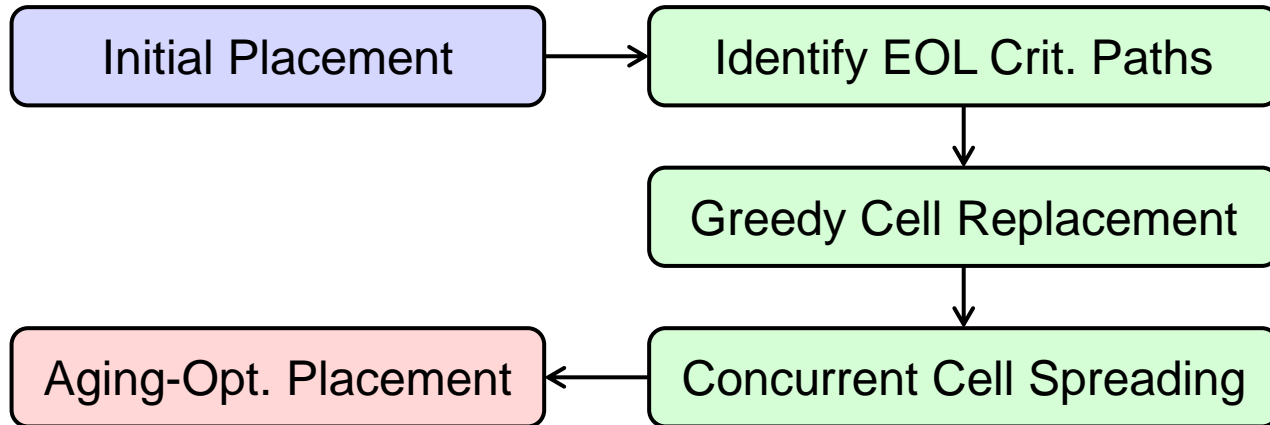 Initial Placement
Identify EOL Crit. Paths
Greedy Cell Replacement
Concurrent Cell Spreading
Aging-Opt. Placement